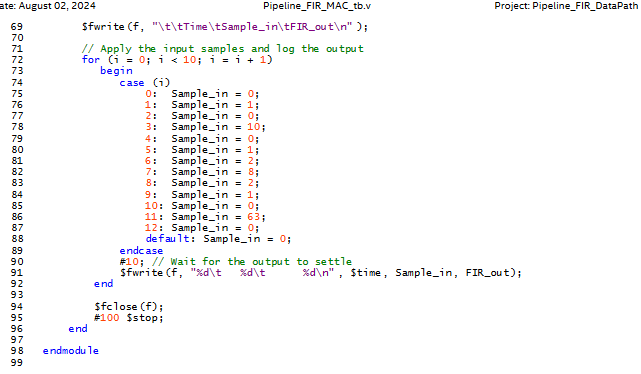 ate: August 02, 2024 Pipeline_FIR_MAC_tb.v Project: Pipeline_FIR_DataPath
69 $fwrite(f, "\t\tTime\tSample_in\tFIR_out\n");
70
71 // Apply the input samples and log the output
72 for (i = 0; i < 10; i = i + 1)
73 begin
74 case (i)
75 0: Sample_in = 0;
76 1: Sample_in = 1;
77 2: Sample_in = 0;
78 3: Sample_in = 10;
79 4: Sample_in = 0;
80 5: Sample_in = 1;
81 6: Sample_in = 2;
82 7: Sample_in = 8;
83 8: Sample_in = 2;
84 9: Sample_in = 1;
85 10: Sample_in = 0;
86 11: Sample_in = 63;
87 12: Sample_in = 0;
88 default: Sample_in = 0;
89 endcase
90 #10; // Wait for the output to settle
91 $fwrite(f, "%d\t %d\t %d\n", $time, Sample_in, FIR_out);
92 end
93
94 $fclose(f);
95 #100 $stop;
96 end
97
98 endmodule
99